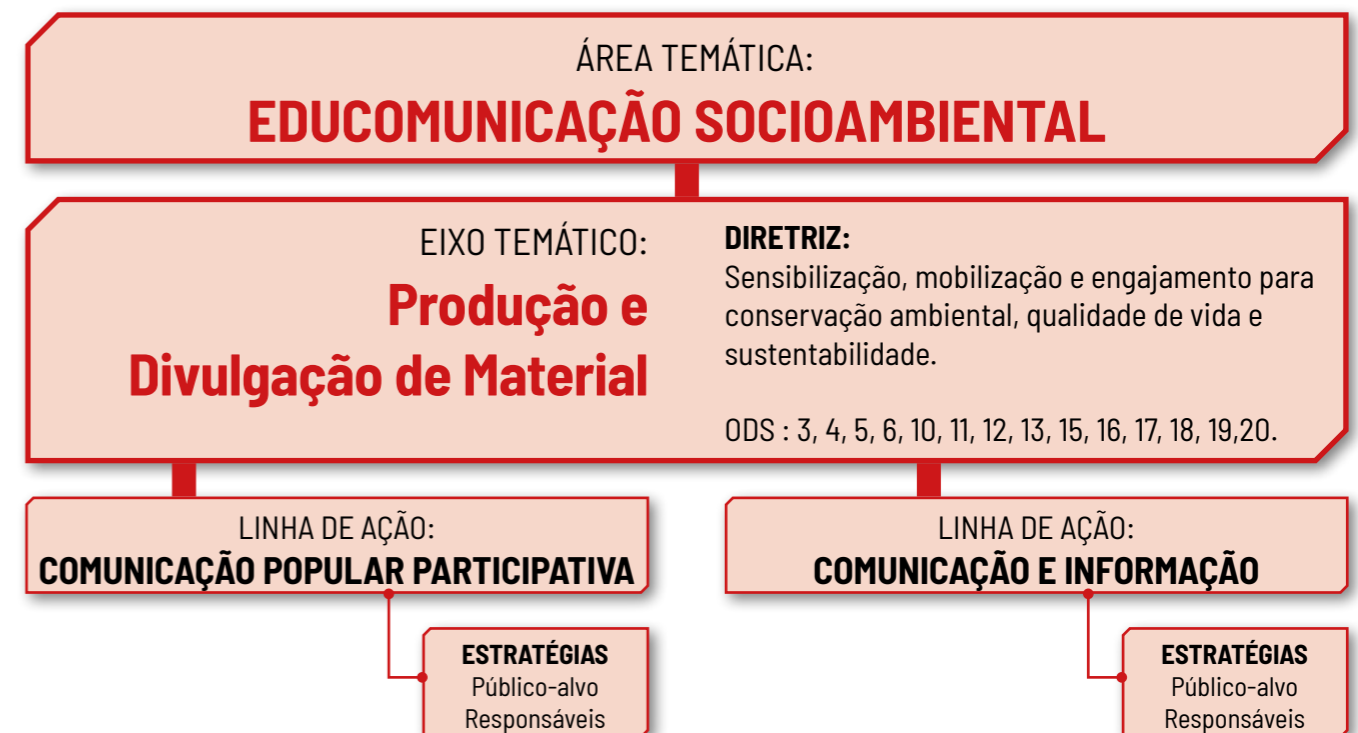 ÁREA TEMÁTICA:
EDUCOMUNICAÇÃO SOCIOAMBIENTAL
EIXO TEMÁTICO:
Produção e
Divulgação de Material
DIRETRIZ:
Sensibilização, mobilização e engajamento para
conservação ambiental, qualidade de vida e
sustentabilidade.
ODS : 3, 4, 5, 6, 10, 11, 12, 13, 15, 16, 17, 18, 19,20.
LINHA DE AÇÃO:
COMUNICAÇÃO POPULAR PARTICIPATIVA
ESTRATÉGIAS
Público-alvo
Responsáveis
LINHA DE AÇÃO:
COMUNICAÇÃO E INFORMAÇÃO
ESTRATÉGIAS
Público-alvo
Responsáveis